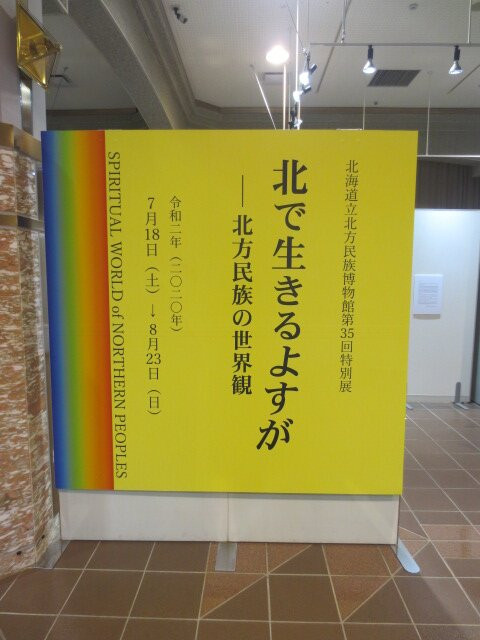 北海道立北方民族博物館第35回特別展
北で生きるよすが
──北方民族の世界観
令和二年（二〇二〇年）
7月18日（土）→8月23日（日）
SPIRITUAL WORLD of NORTHERN PEOPLES